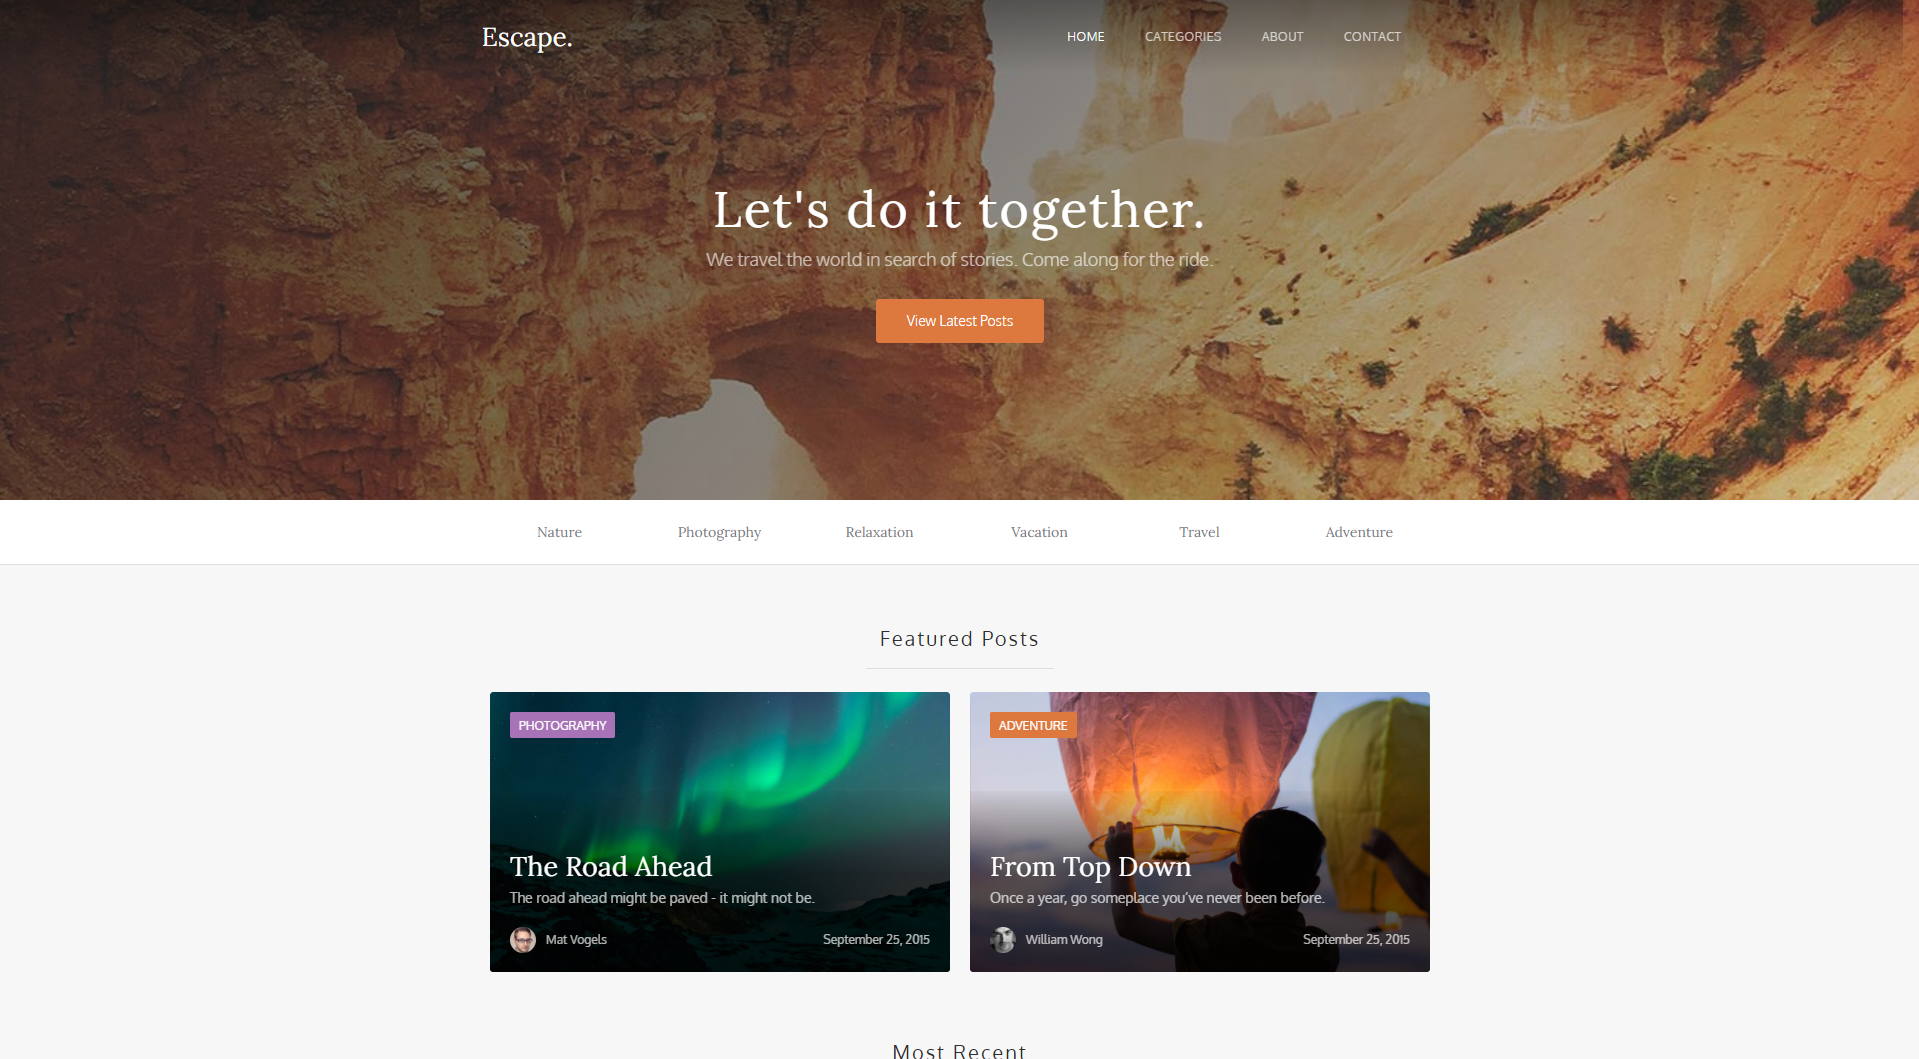 Escape.
HOME CATEGORIES ABOUT CONTACT
Let's do it together.
We travel the world in search of stories. Come along for the ride.
View Latest Posts
Nature Photography Relaxation Vacation Travel Adventure
Featured Posts
PHOTOGRAPHY
The Road Ahead
The road ahead might be paved - it might not be.
Mat Vogels September 25, 2015
ADVENTURE
From Top Down
Once a year, go someplace you’ve never been before.
William Wong September 25, 2015
Most Recent